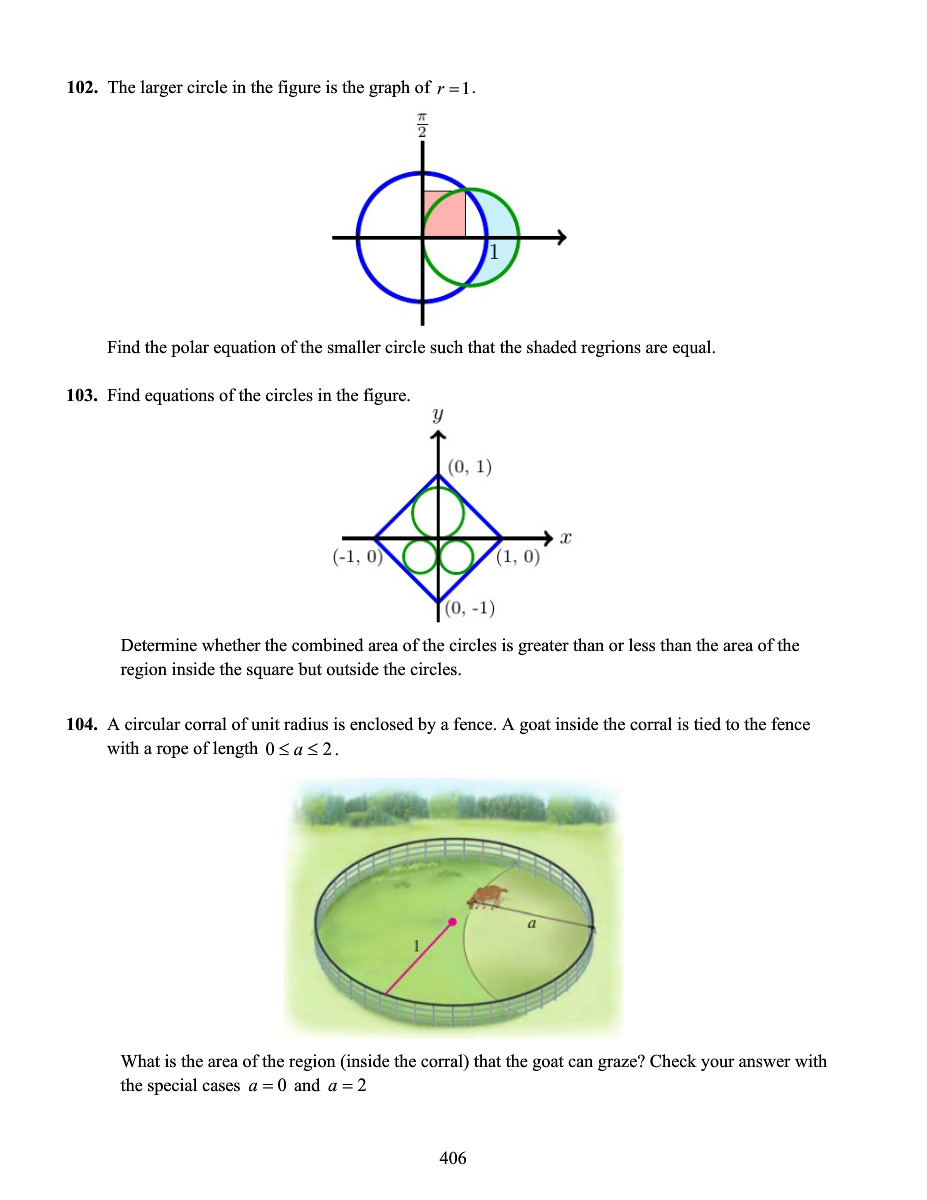 102. The larger circle in the figure is the graph of r = 1.
π/2
1
Find the polar equation of the smaller circle such that the shaded regrions are equal.
103. Find equations of the circles in the figure.
y
(0, 1)
x
(-1, 0)
(1, 0)
(0, -1)
Determine whether the combined area of the circles is greater than or less than the area of the
region inside the square but outside the circles.
104. A circular corral of unit radius is enclosed by a fence. A goat inside the corral is tied to the fence
with a rope of length 0 ≤ a ≤ 2.
a
1
What is the area of the region (inside the corral) that the goat can graze? Check your answer with
the special cases a = 0 and a = 2
406